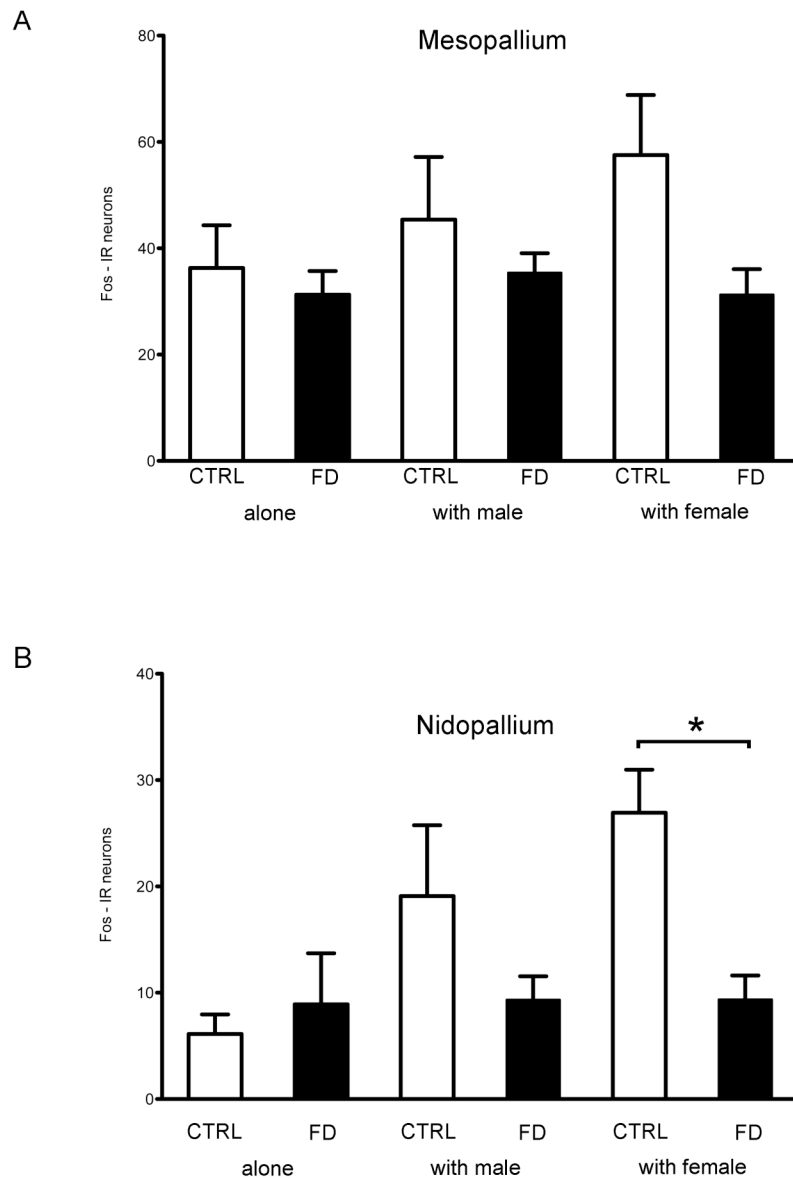 A
Mesopallium
80
60
40
20
0
Fos - IR neurons
CTRL FD CTRL FD CTRL FD
alone with male with female
B
Nidopallium
*
40
30
20
10
0
Fos - IR neurons
CTRL FD CTRL FD CTRL FD
alone with male with female